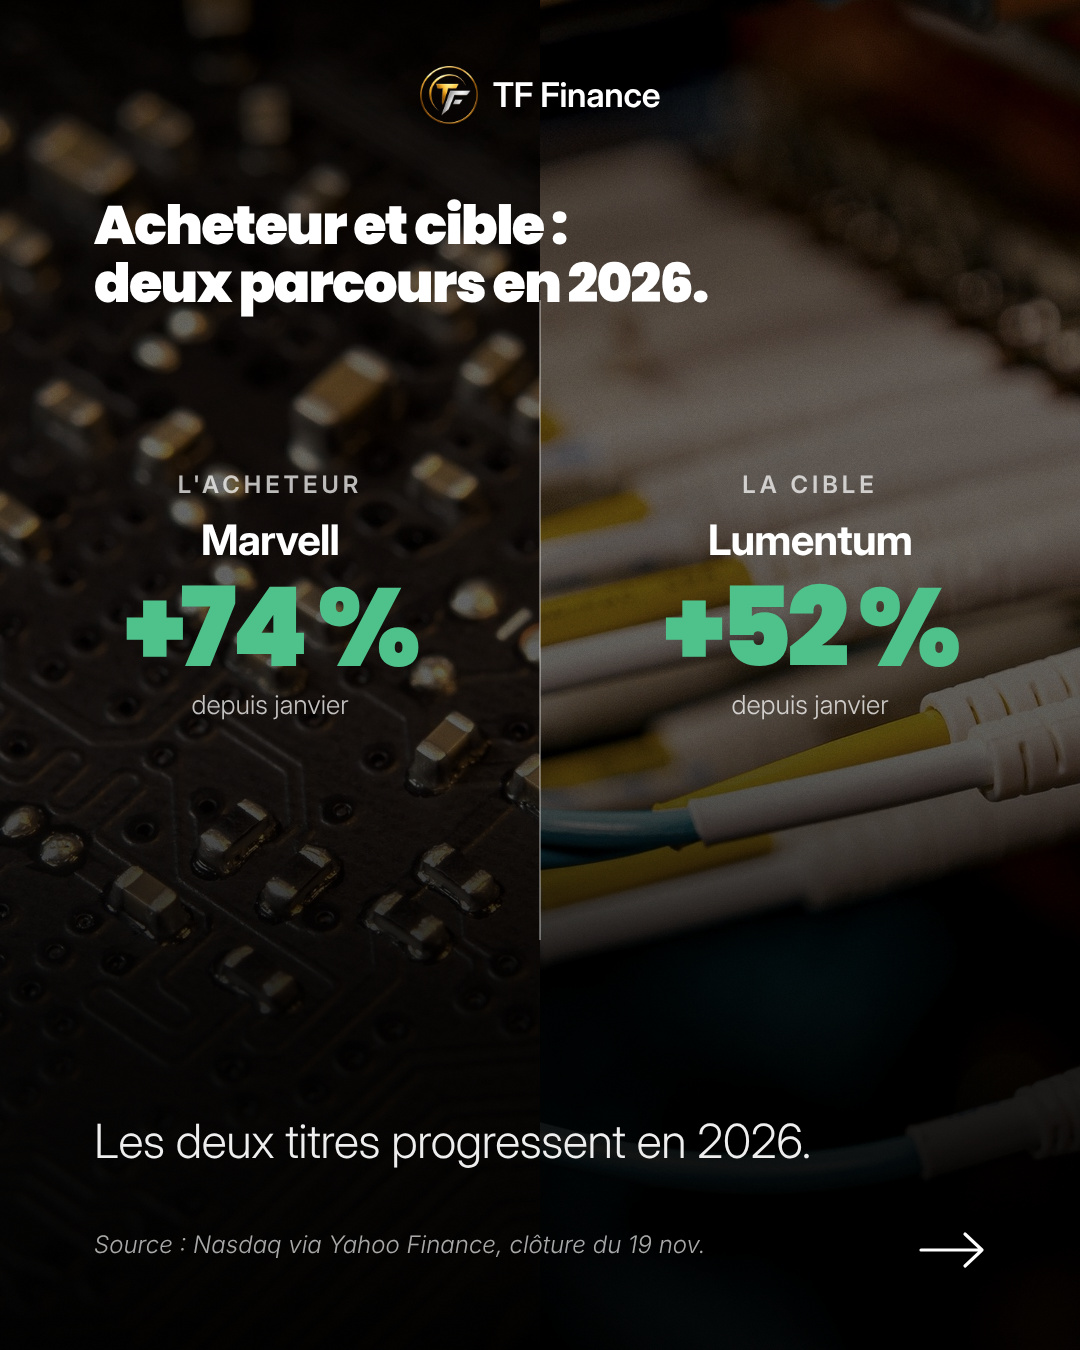 TF Finance
Acheteur et cible :
deux parcours en 2026.
L'ACHETEUR
Marvell
+74 %
depuis janvier
LA CIBLE
Lumentum
+52 %
depuis janvier
Les deux titres progressent en 2026.
Source : Nasdaq via Yahoo Finance, clôture du 19 nov.